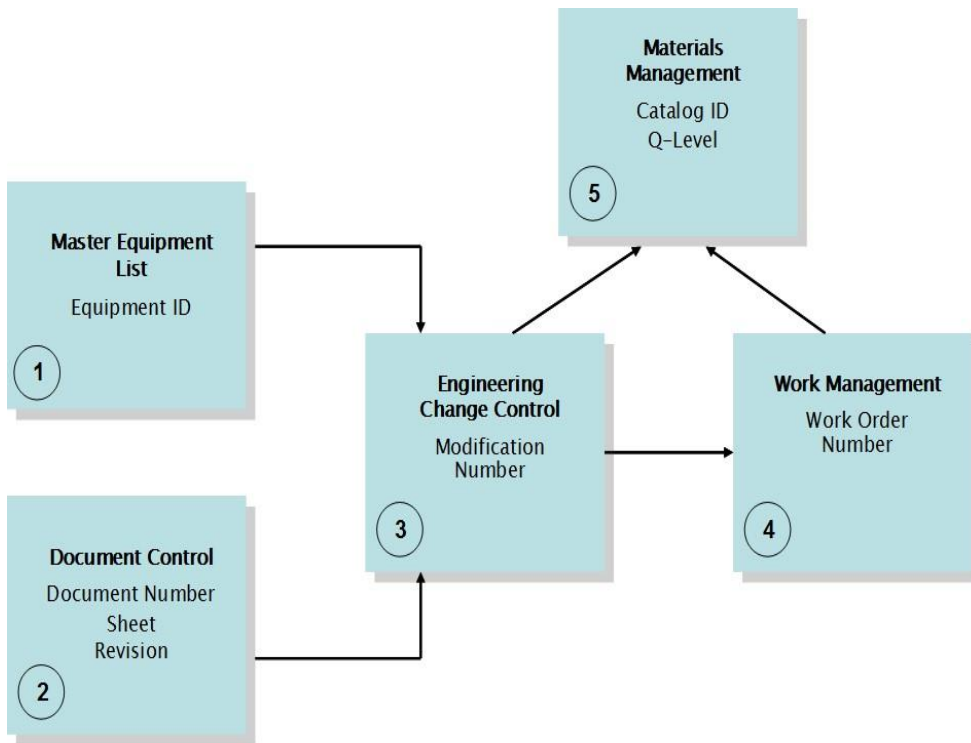 Materials
Management
Catalog ID
Q-Level
5
Master Equipment
List
Equipment ID
1
Engineering
Change Control
Modification
Number
3
Work Management
Work Order
Number
4
Document Control
Document Number
Sheet
Revision
2